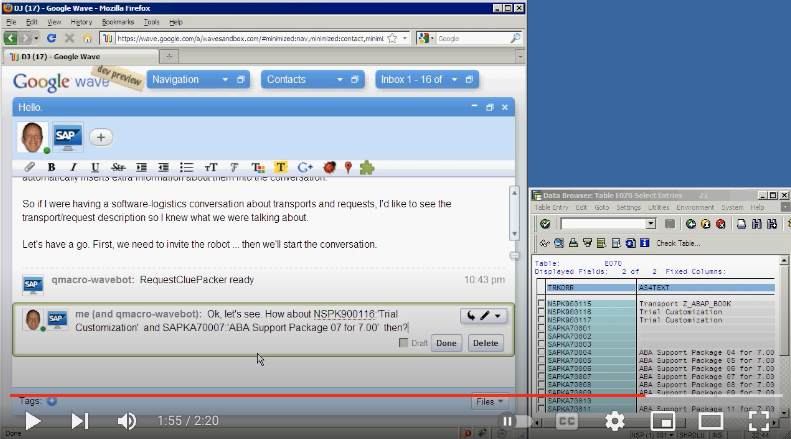 DJ (17) - Google Wave - Mozilla Firefox
File Edit View History Bookmarks Tools Help
https://wave.google.com/a/wavesandbox.com/#minimized:nav,minimized:contact,minimi
Google
DJ (17) - Google Wave
Google wave dev preview
Navigation
Contacts
Inbox 1 - 16 of
Hello.
SAP
automatically inserts extra information about them into the conversation.
So if I were having a software-logistics conversation about transports and requests, I'd like to see the
transport/request description so I knew what we were talking about.
Let's have a go. First, we need to invite the robot ... then we'll start the conversation.
SAP qmacro-wavebot: RequestCluePacker ready 10:43 pm
SAP me (and qmacro-wavebot): Ok, let's see. How about NSPK900116:'Trial
Customization' and SAPKA70007:'ABA Support Package 07 for 7.00' then?
Draft Done Delete
Tags:
Files
1:55 / 2:20
CC
Done
Data Browser: Table E070 Select Entries 21
Table Entry Edit Goto Settings Utilities Environment System Help
Check Table...
Table: E070
Displayed Fields: 2 of 2 Fixed Columns:
TRKORR AS4TEXT
NSPK900115 Transport Z_ABAP_BOOK
NSPK900116 Trial Customization
NSPK900117 Trial Customization
SAPKA70001
SAPKA70002
SAPKA70003
SAPKA70004 ABA Support Package 04 for 7.00
SAPKA70005 ABA Support Package 05 for 7.00
SAPKA70006 ABA Support Package 06 for 7.00
SAPKA70007 ABA Support Package 07 for 7.00
SAPKA70008 ABA Support Package 08 for 7.00
SAPKA70009 ABA Support Package 09 for 7.00
SAPKA70010
SAPKA70011 ABA Support Package 11 for 7.00